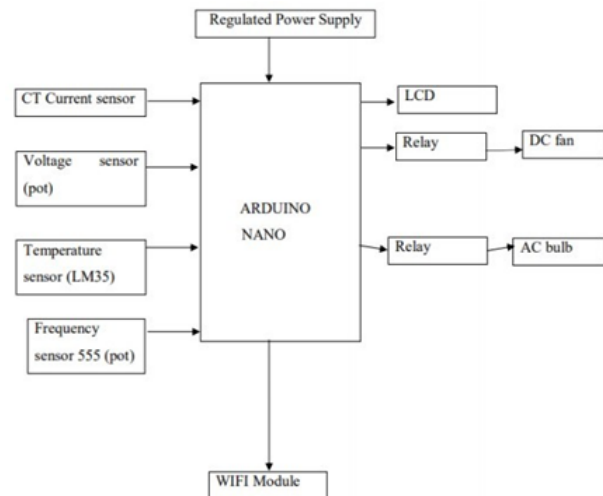 Regulated Power Supply
CT Current sensor
Voltage sensor
(pot)
Temperature
sensor (LM35)
Frequency
sensor 555 (pot)
ARDUINO
NANO
LCD
Relay
DC fan
Relay
AC bulb
WIFI Module